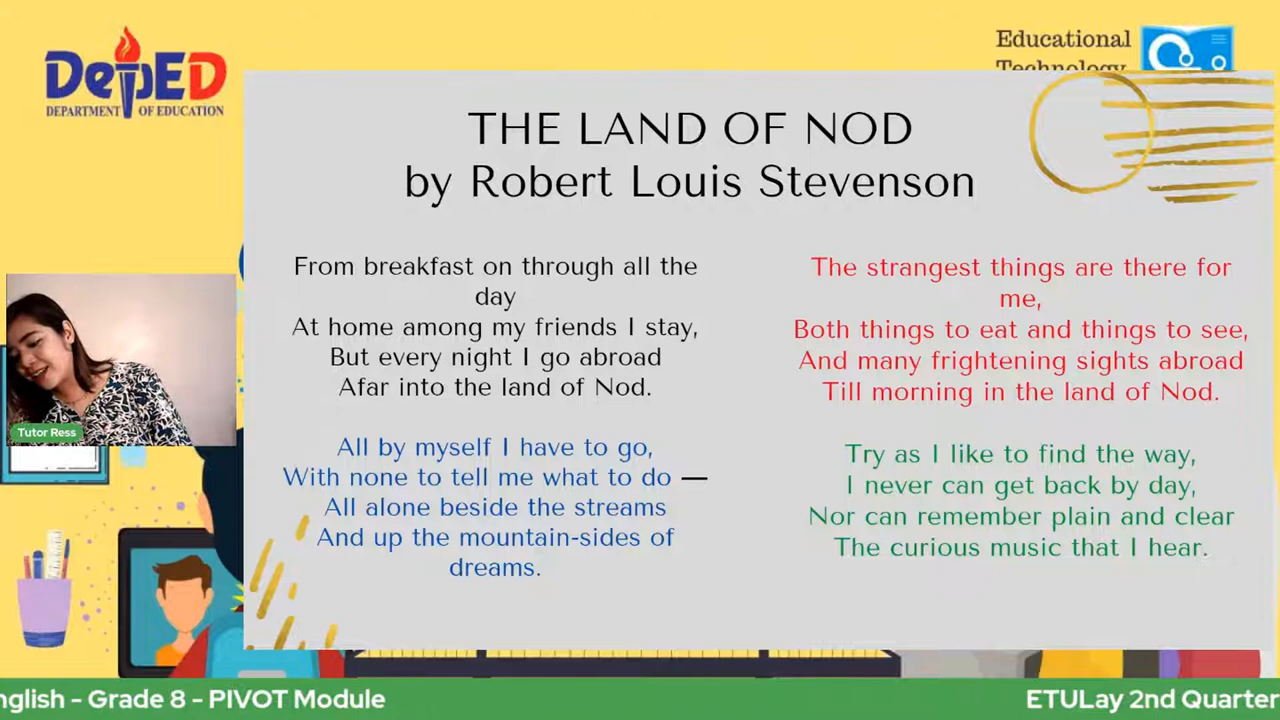 DepED
DEPARTMENT OF EDUCATION
Educational
Technology
THE LAND OF NOD
by Robert Louis Stevenson
From breakfast on through all the
day
At home among my friends I stay,
But every night I go abroad
Afar into the land of Nod.
All by myself I have to go,
With none to tell me what to do —
All alone beside the streams
And up the mountain-sides of
dreams.
The strangest things are there for
me,
Both things to eat and things to see,
And many frightening sights abroad
Till morning in the land of Nod.
Try as I like to find the way,
I never can get back by day,
Nor can remember plain and clear
The curious music that I hear.
Tutor Ress
nglish - Grade 8 - PIVOT Module
ETULay 2nd Quarter